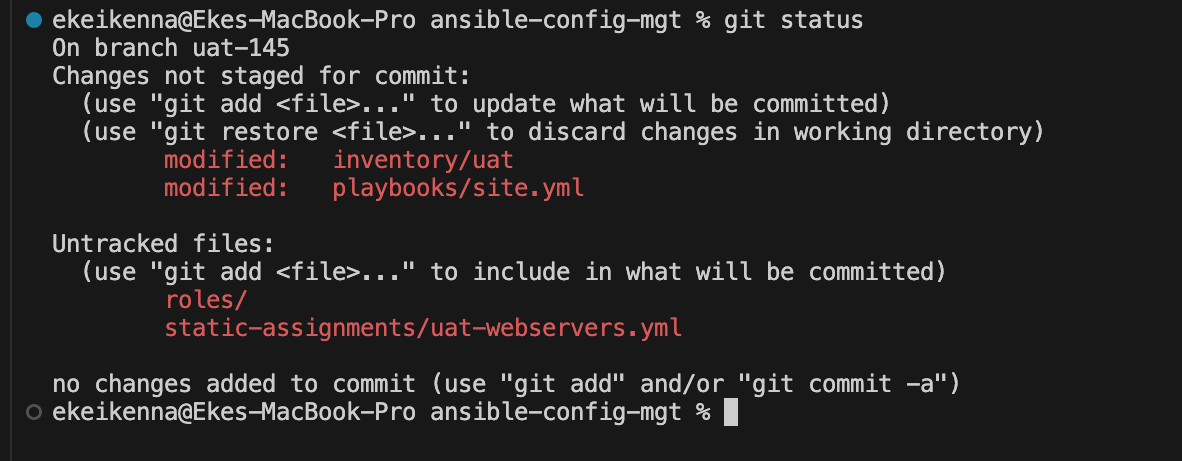 ekeikenna@Ekes-MacBook-Pro ansible-config-mgt % git status
On branch uat-145
Changes not staged for commit:
  (use "git add <file>..." to update what will be committed)
  (use "git restore <file>..." to discard changes in working directory)
        modified:   inventory/uat
        modified:   playbooks/site.yml

Untracked files:
  (use "git add <file>..." to include in what will be committed)
        roles/
        static-assignments/uat-webservers.yml

no changes added to commit (use "git add" and/or "git commit -a")
ekeikenna@Ekes-MacBook-Pro ansible-config-mgt %